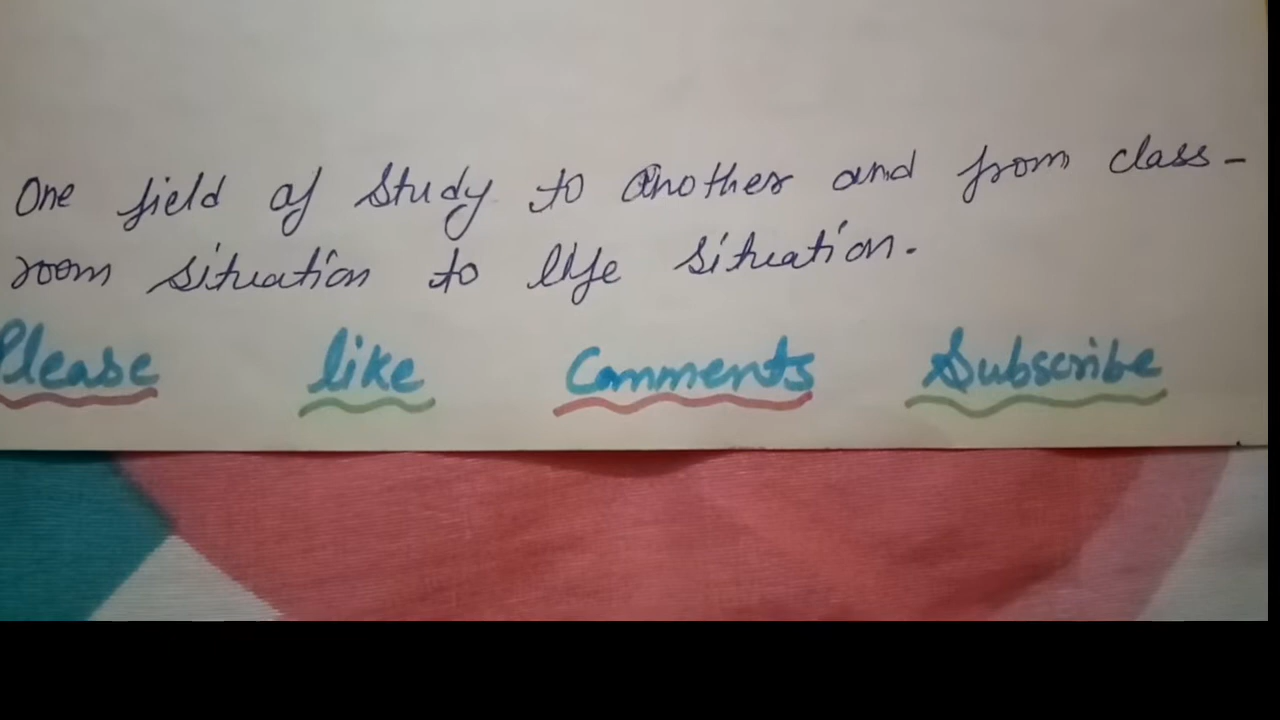 One field of Study to another and from class-
room situation to life situation.
Please like Comments Subscribe